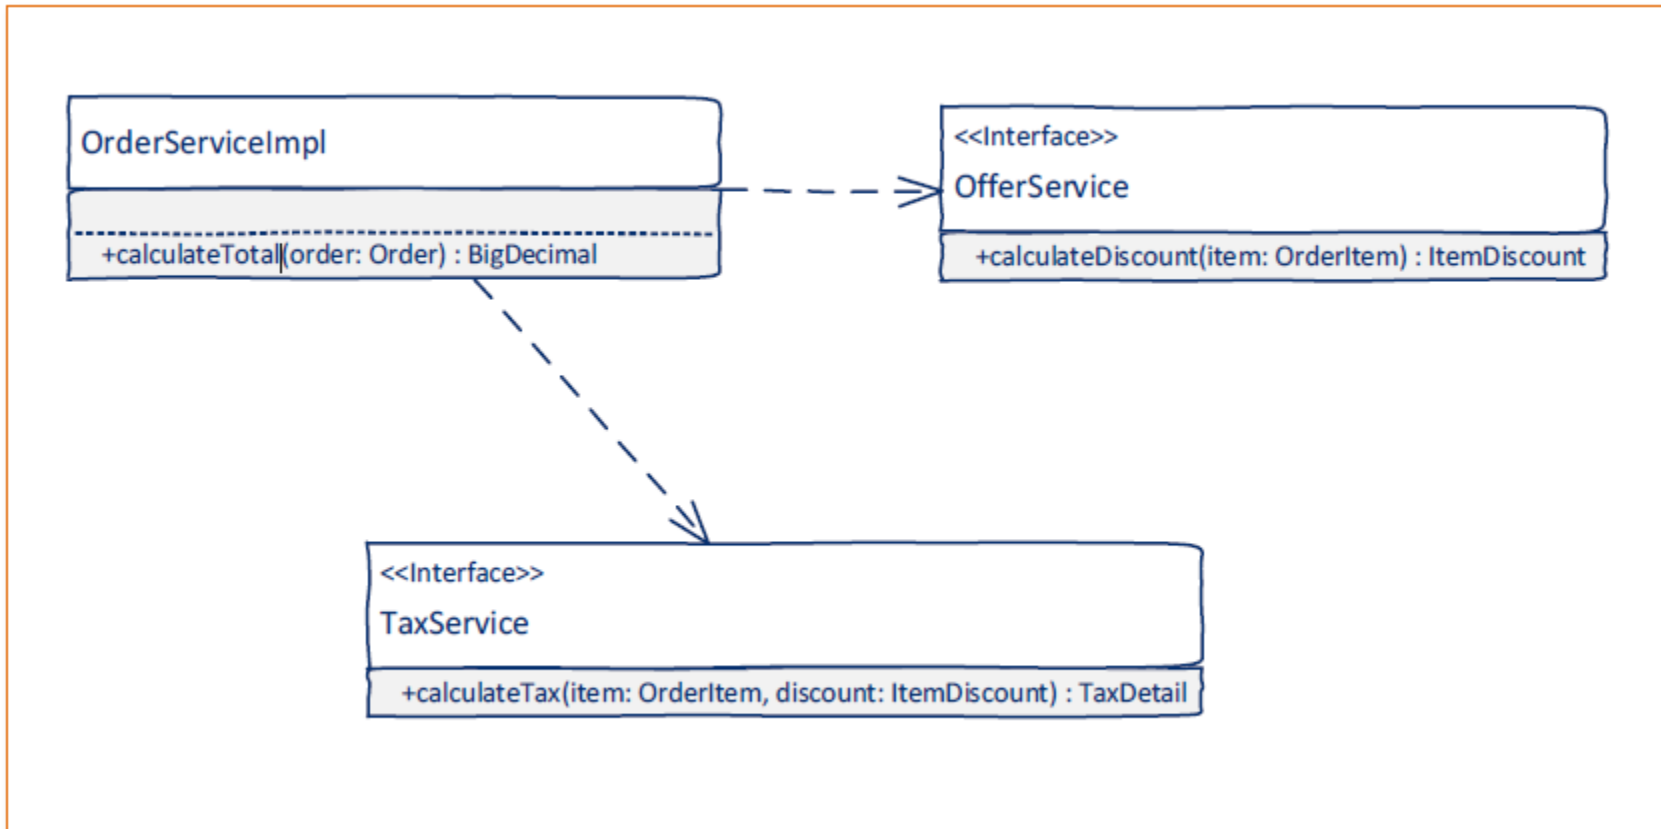 OrderServiceImpl
+calculateTotal(order: Order) : BigDecimal
<<Interface>>
OfferService
+calculateDiscount(item: OrderItem) : ItemDiscount
<<Interface>>
TaxService
+calculateTax(item: OrderItem, discount: ItemDiscount) : TaxDetail